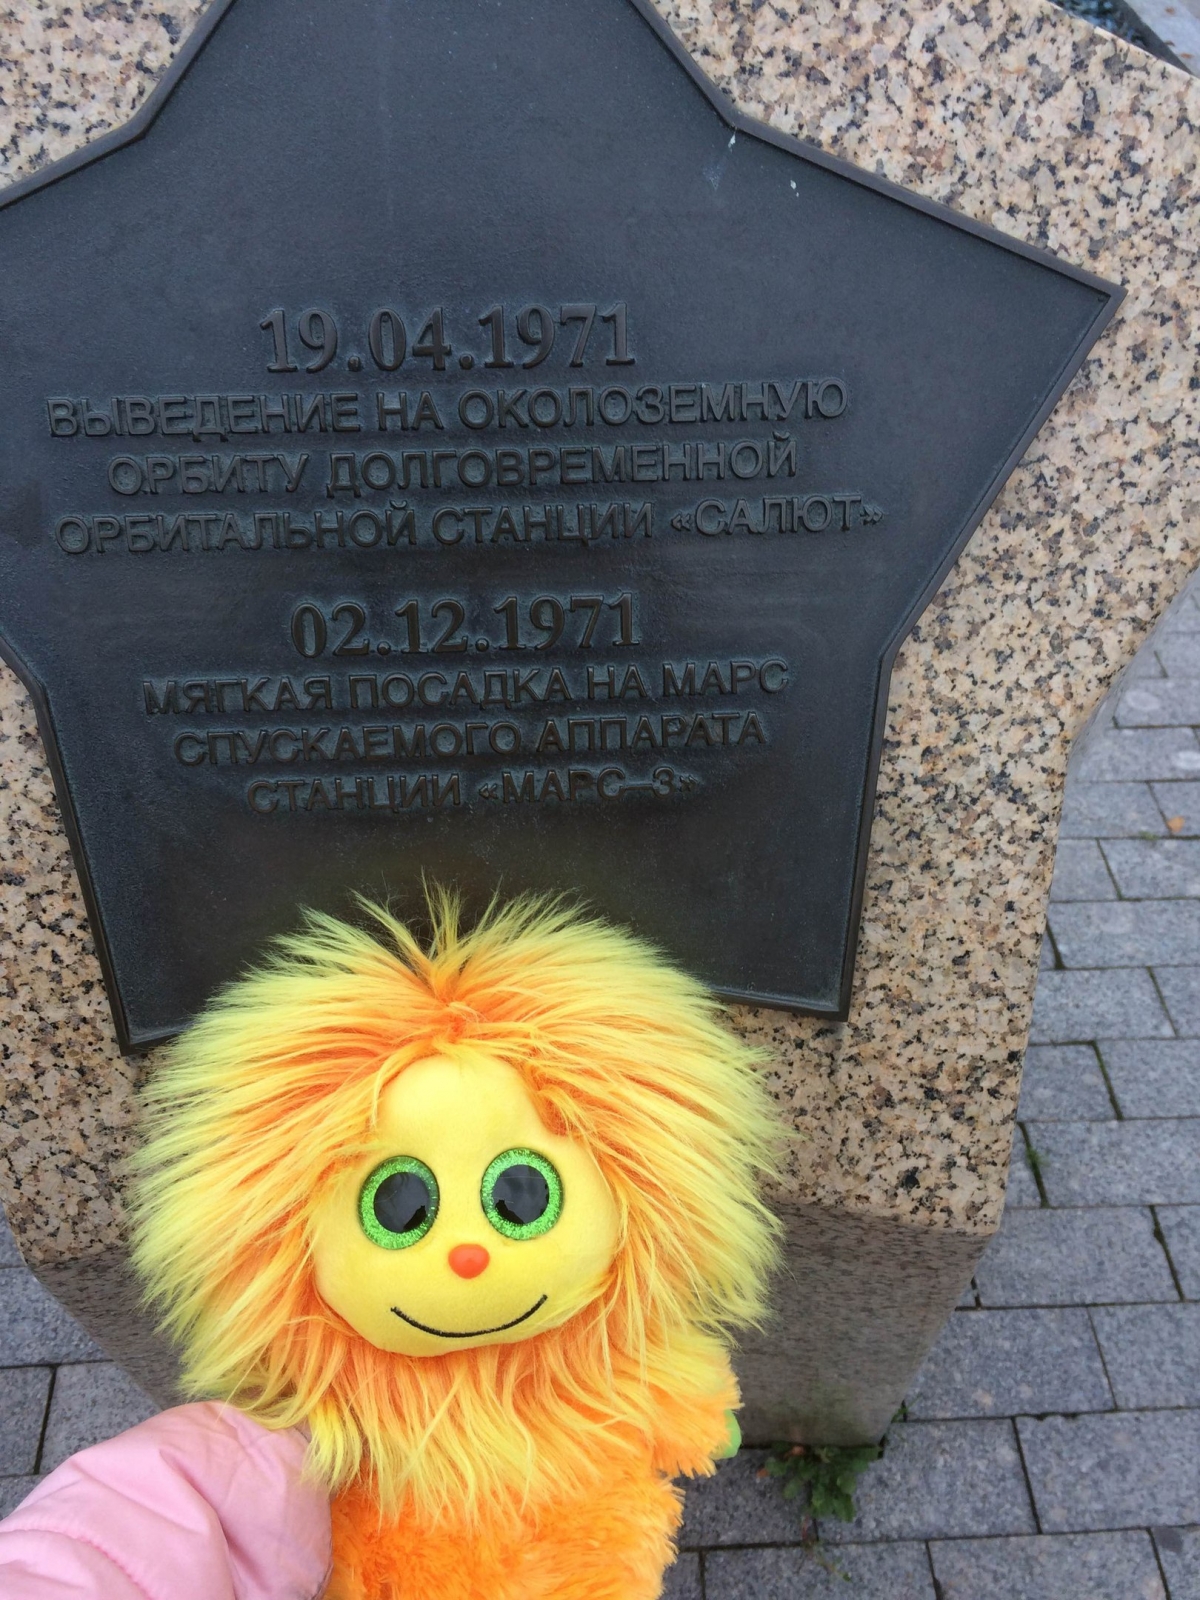 19.04.1971
ВЫВЕДЕНИЕ НА ОКОЛОЗЕМНУЮ
ОРБИТУ ДОЛГОВРЕМЕННОЙ
ОРБИТАЛЬНОЙ СТАНЦИИ «САЛЮТ»
02.12.1971
МЯГКАЯ ПОСАДКА НА МАРС
СПУСКАЕМОГО АППАРАТА
СТАНЦИИ «МАРС–3»